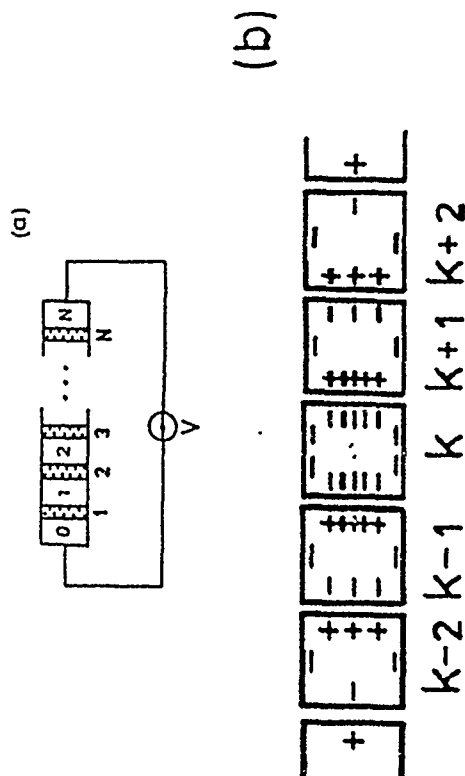 (a)
0 1 2 ... N
1 2 3 N
V
(b)
+ - + + + - - - + + + + + - - - - - - - - - - + + + + + - - - + + + - +
k-2 k-1 k k+1 k+2